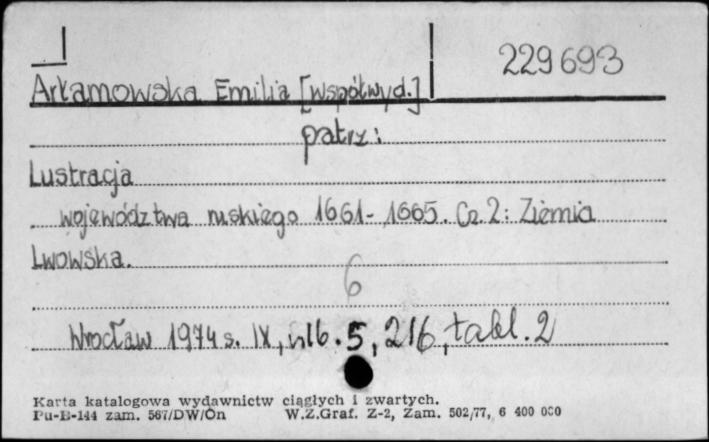 229693
Artamowska Emilia [współwyd.]
patrz:
Lustracja
województwa ruskiego 1661-1665. Cz. 2: Ziemia
Lwowska.
6
Wrocław 1974 s. IX, nlb. 5, 216, tabl. 2
Karta katalogowa wydawnictw ciągłych i zwartych.
Pu-B-144 zam. 567/DW/On W.Z.Graf. Z-2, Zam. 502/77, 6 400 000